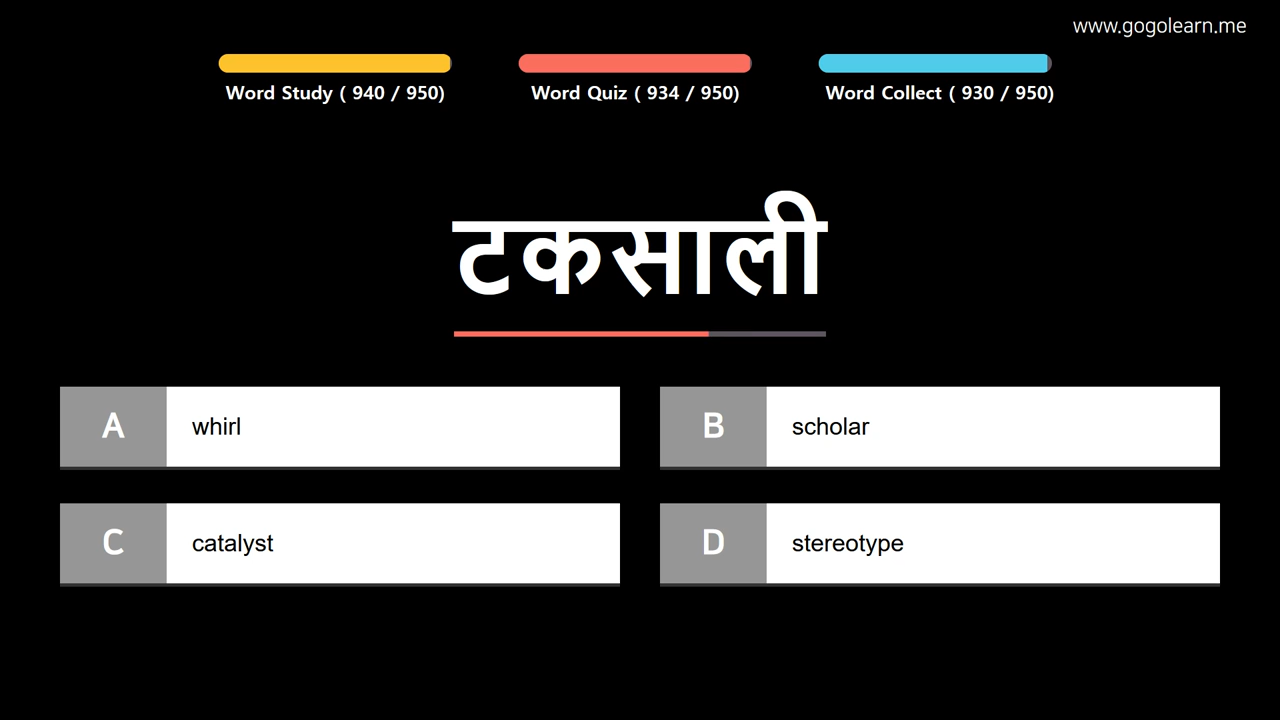 www.gogolearn.me
Word Study ( 940 / 950)
Word Quiz ( 934 / 950)
Word Collect ( 930 / 950)
टकसाली
A whirl
B scholar
C catalyst
D stereotype